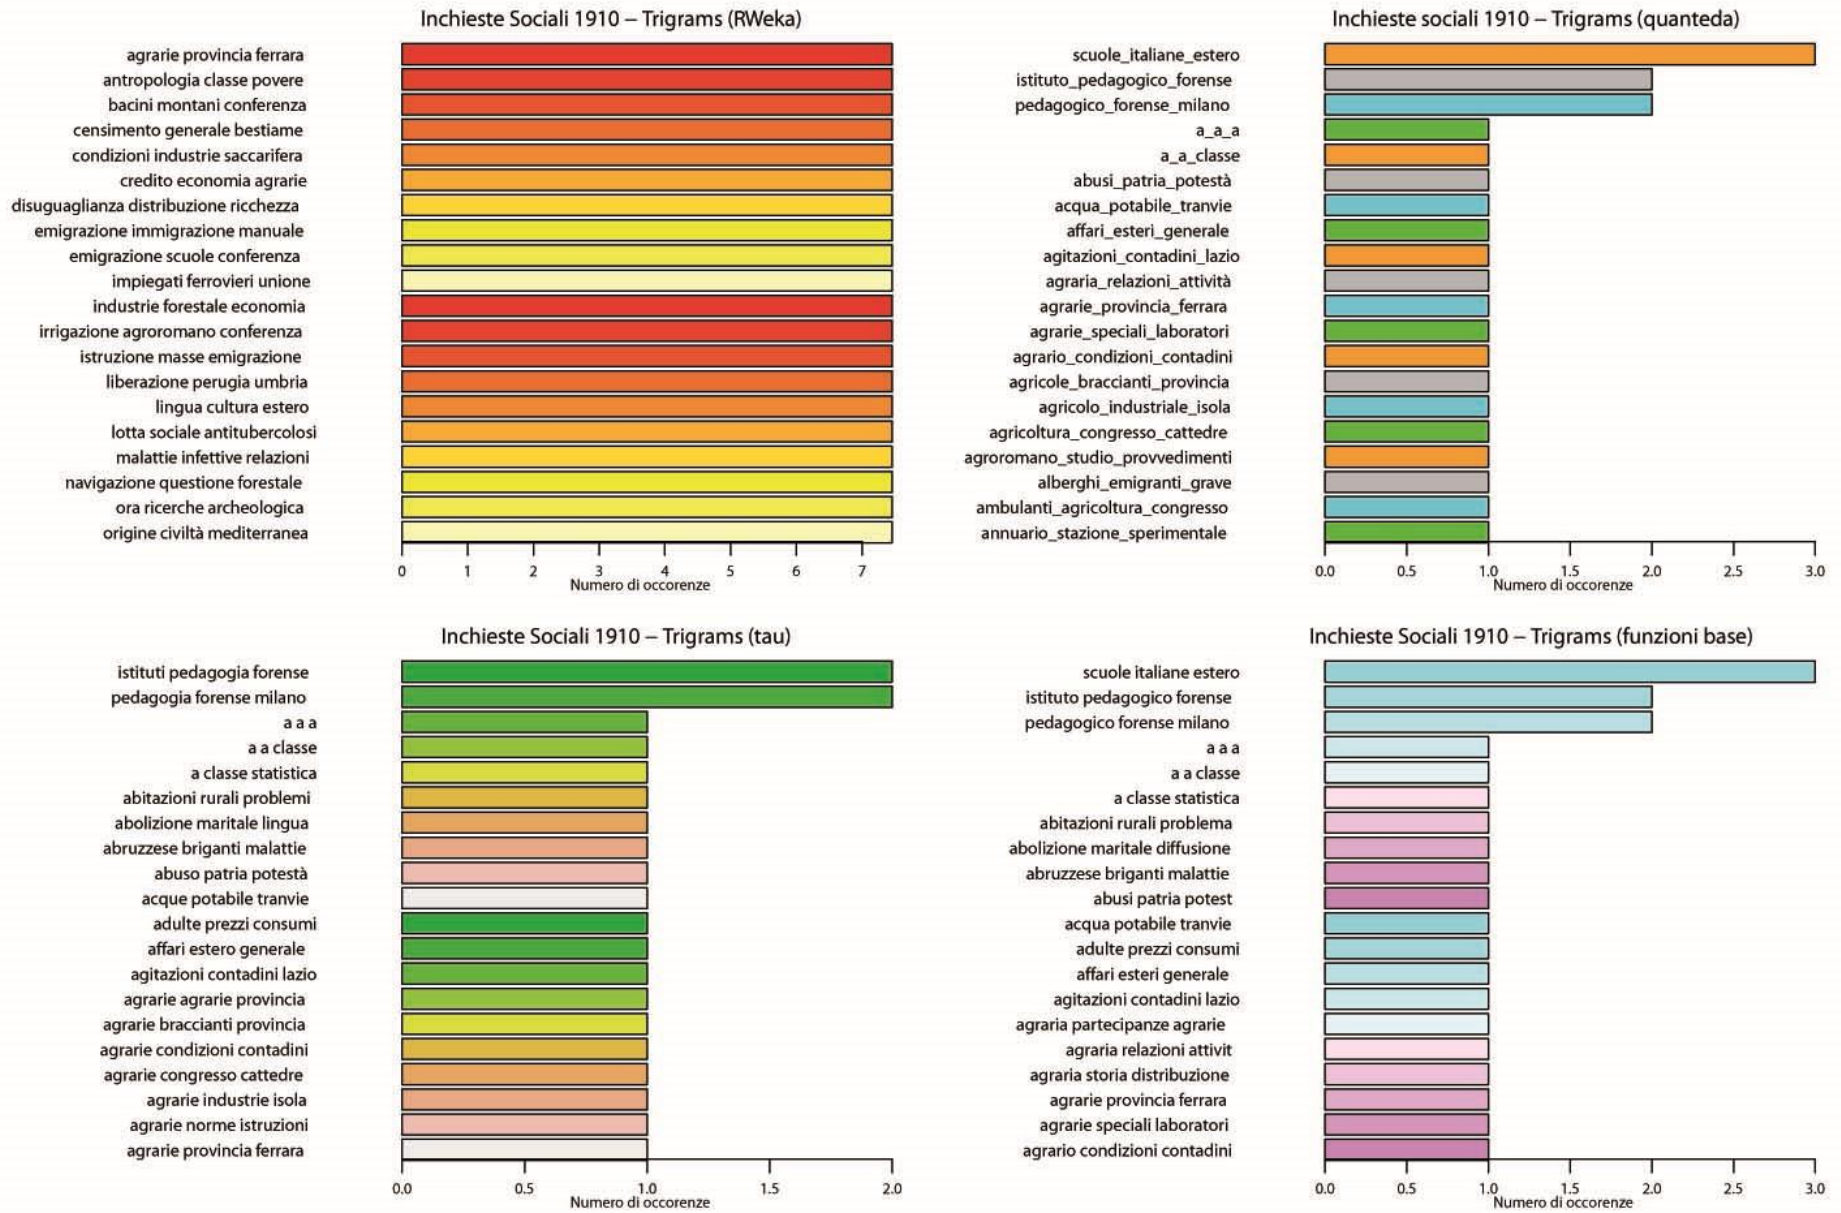 Inchieste Sociali 1910 – Trigrams (RWeka)
agrarie provincia ferrara
antropologia classe povere
bacini montani conferenza
censimento generale bestiame
condizioni industrie saccarifera
credito economia agrarie
disuguaglianza distribuzione ricchezza
emigrazione immigrazione manuale
emigrazione scuole conferenza
impiegati ferrovieri unione
industrie forestale economia
irrigazione agroromano conferenza
istruzione masse emigrazione
liberazione perugia umbria
lingua cultura estero
lotta sociale antitubercolosi
malattie infettive relazioni
navigazione questione forestale
ora ricerche archeologica
origine civiltà mediterranea
0 1 2 3 4 5 6 7
Numero di occorenze
Inchieste sociali 1910 – Trigrams (quanteda)
scuole_italiane_estero
istituto_pedagogico_forense
pedagogico_forense_milano
a_a_a
a_a_classe
abusi_patria_potestà
acqua_potabile_tranvie
affari_esteri_generale
agitazioni_contadini_lazio
agraria_relazioni_attività
agrarie_provincia_ferrara
agrarie_speciali_laboratori
agrario_condizioni_contadini
agricole_braccianti_provincia
agricolo_industriale_isola
agricoltura_congresso_cattedre
agroromano_studio_provvedimenti
alberghi_emigranti_grave
ambulanti_agricoltura_congresso
annuario_stazione_sperimentale
0.0 0.5 1.0 1.5 2.0 2.5 3.0
Numero di occorenze
Inchieste Sociali 1910 – Trigrams (tau)
istituti pedagogia forense
pedagogia forense milano
a a a
a a classe
a classe statistica
abitazioni rurali problemi
abolizione maritale lingua
abruzzese briganti malattie
abuso patria potestà
acque potabile tranvie
adulte prezzi consumi
affari estero generale
agitazioni contadini lazio
agrarie agrarie provincia
agrarie braccianti provincia
agrarie condizioni contadini
agrarie congresso cattedre
agrarie industrie isola
agrarie norme istruzioni
agrarie provincia ferrara
0.0 0.5 1.0 1.5 2.0
Numero di occorenze
Inchieste Sociali 1910 – Trigrams (funzioni base)
scuole italiane estero
istituto pedagogico forense
pedagogico forense milano
a a a
a a classe
a classe statistica
abitazioni rurali problema
abolizione maritale diffusione
abruzzese briganti malattie
abusi patria potest
acqua potabile tranvie
adulte prezzi consumi
affari esteri generale
agitazioni contadini lazio
agraria partecipanze agrarie
agraria relazioni attivit
agraria storia distribuzione
agrarie provincia ferrara
agrarie speciali laboratori
agrario condizioni contadini
0.0 0.5 1.0 1.5 2.0 2.5 3.0
Numero di occorenze